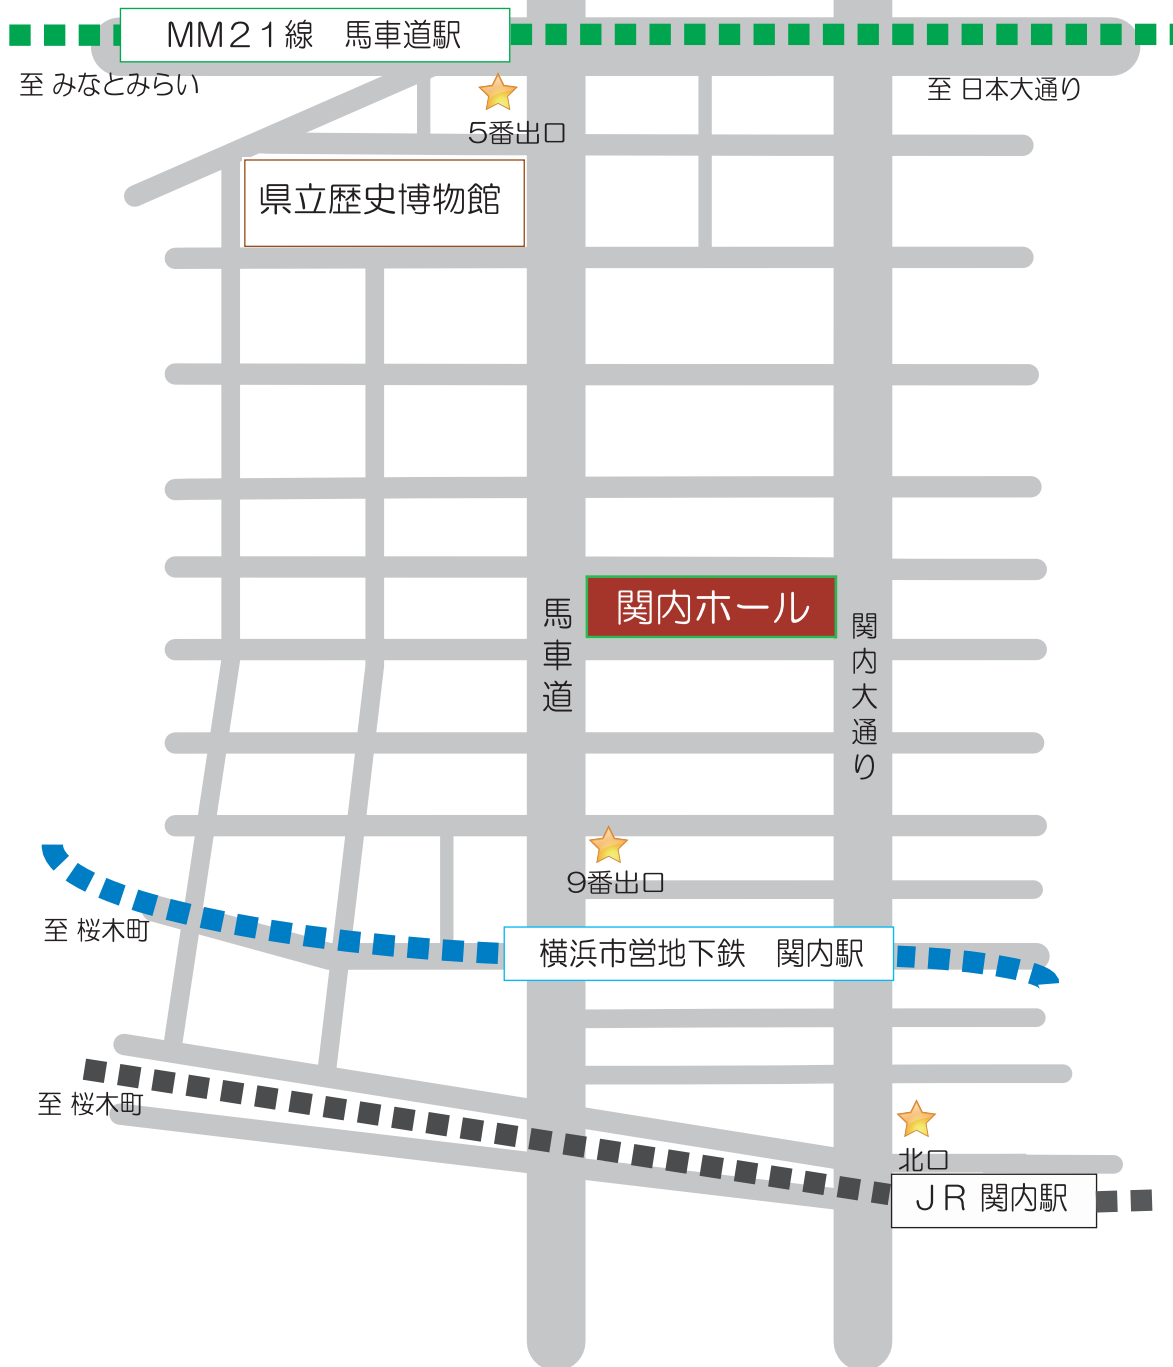 MM21線　馬車道駅
至 みなとみらい
至 日本大通り
5番出口
県立歴史博物館
関内ホール
馬車道
関内大通り
9番出口
至 桜木町
横浜市営地下鉄　関内駅
至 桜木町
北口
JR 関内駅